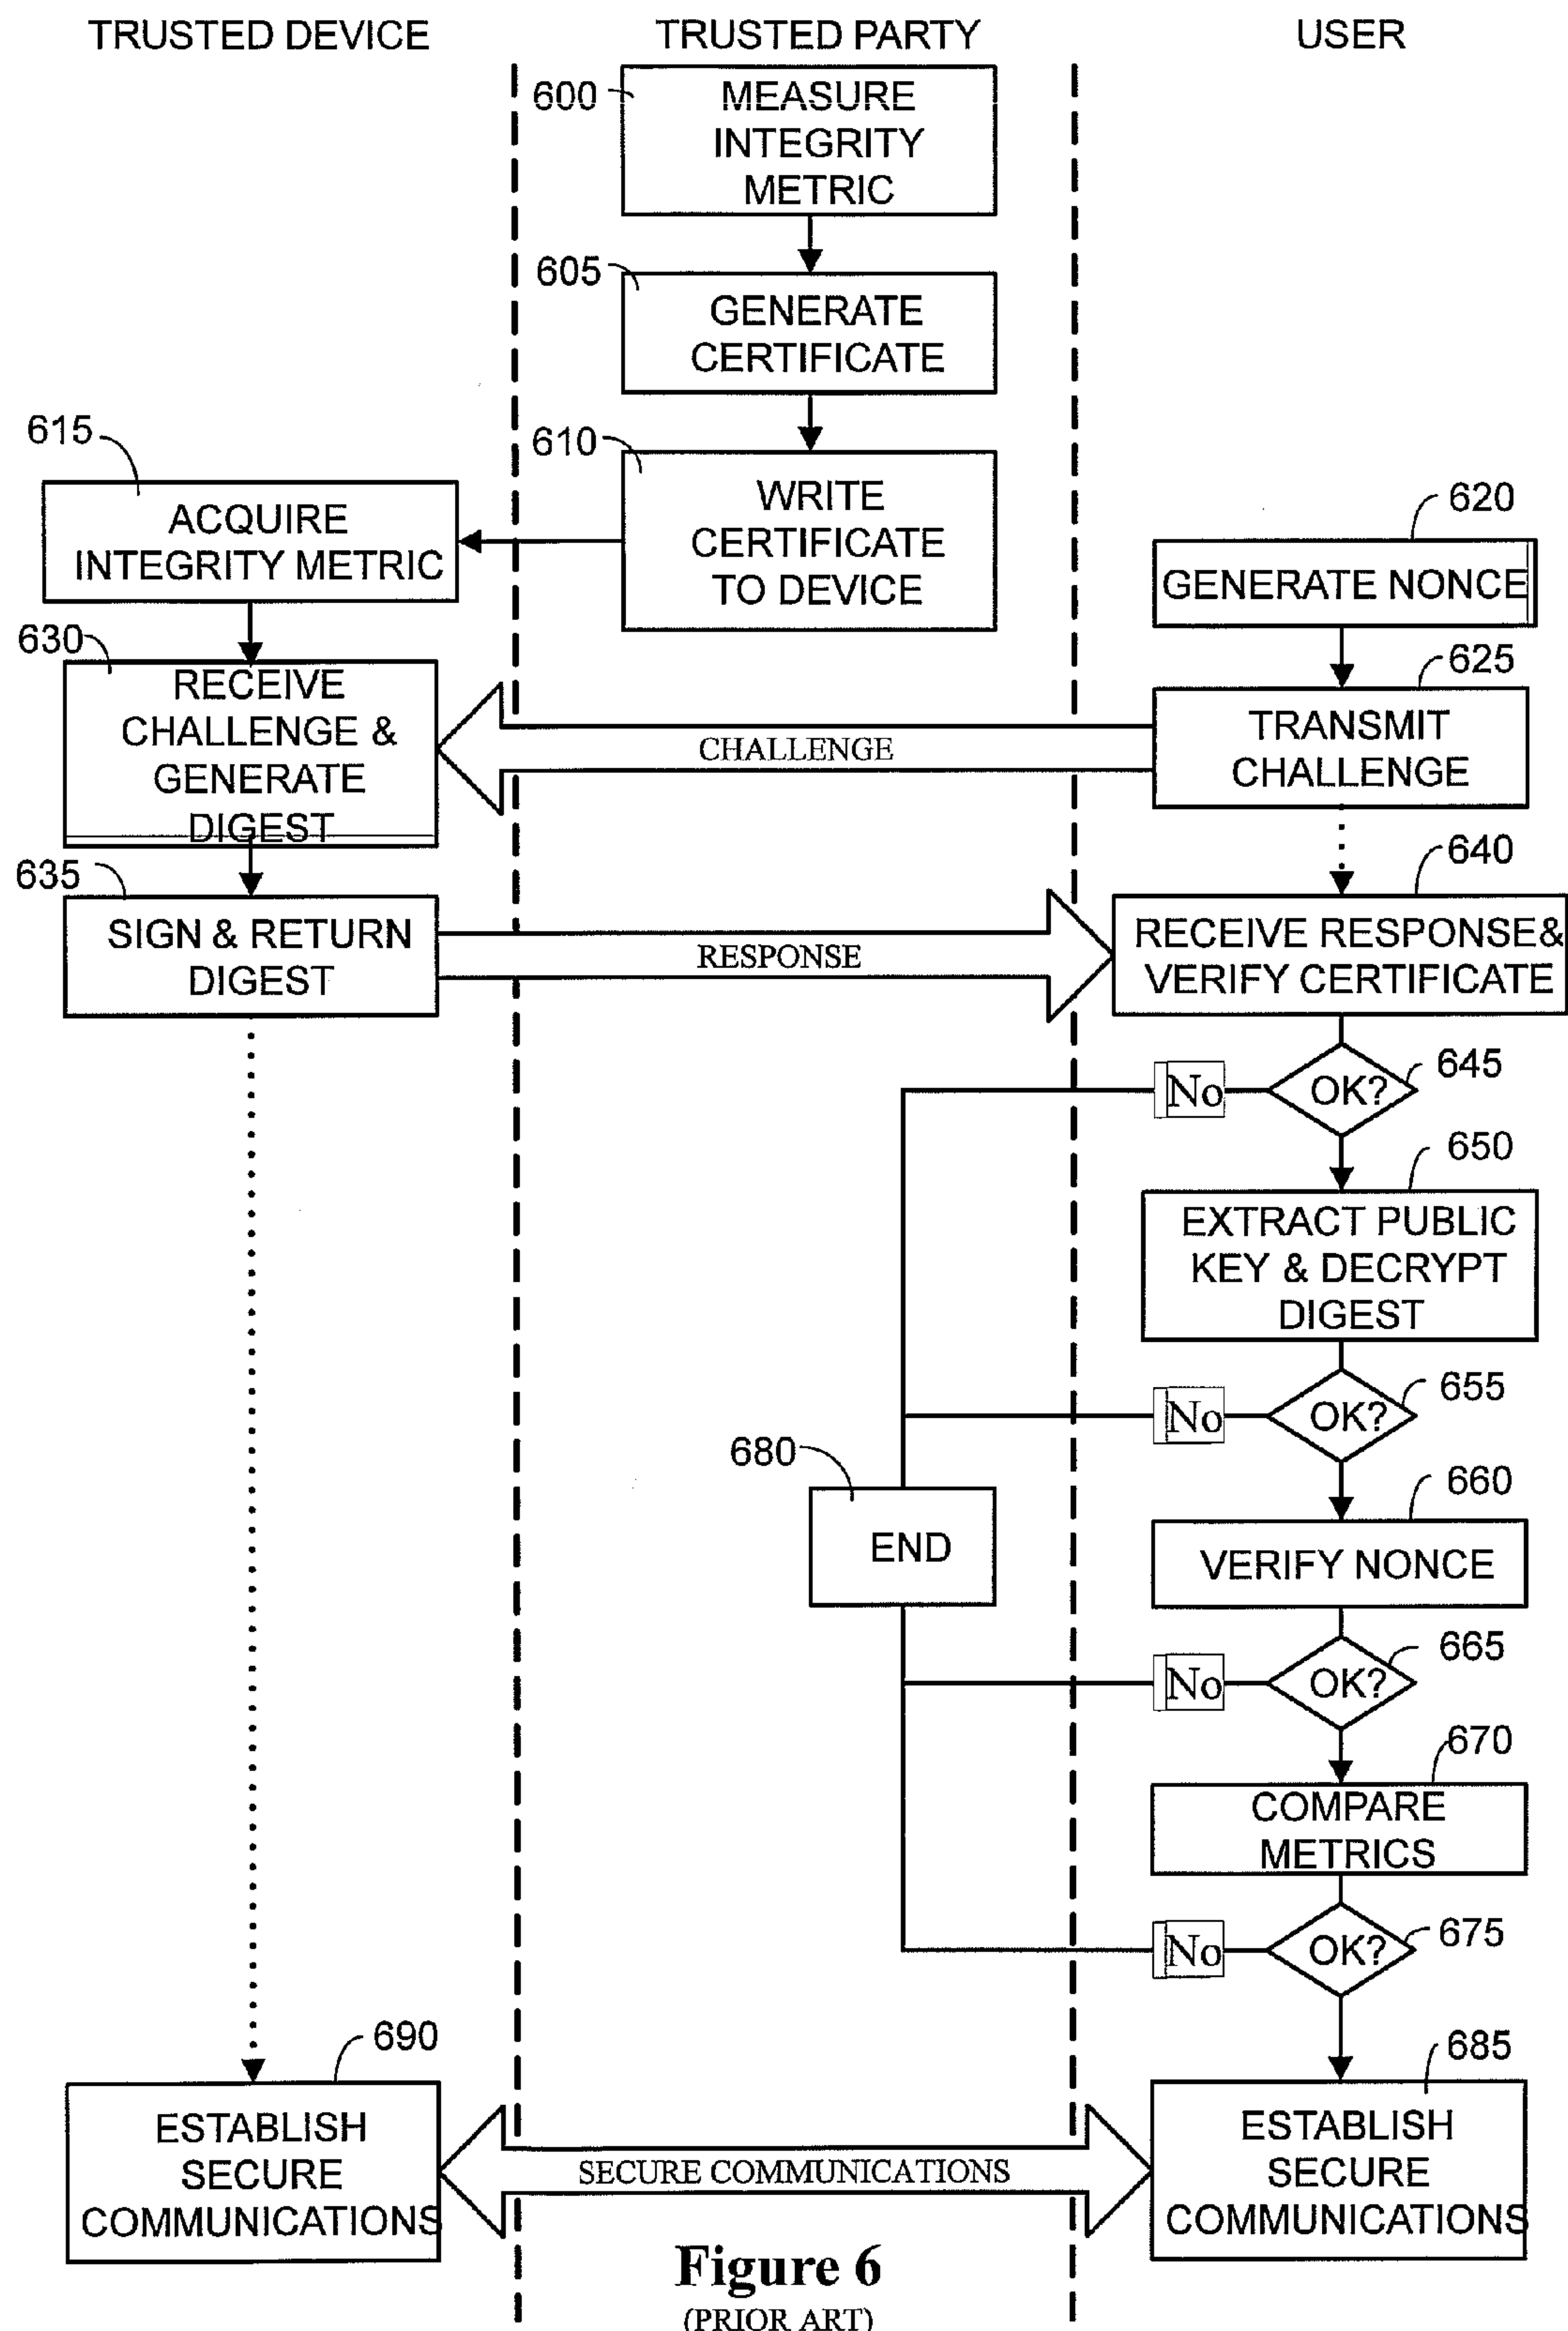 TRUSTED DEVICE
TRUSTED PARTY
USER
600
MEASURE
INTEGRITY
METRIC
605
GENERATE
CERTIFICATE
610
WRITE
CERTIFICATE
TO DEVICE
615
ACQUIRE
INTEGRITY METRIC
620
GENERATE NONCE
625
TRANSMIT
CHALLENGE
CHALLENGE
630
RECEIVE
CHALLENGE &
GENERATE
DIGEST
635
SIGN & RETURN
DIGEST
RESPONSE
640
RECEIVE RESPONSE&
VERIFY CERTIFICATE
645
OK?
No
650
EXTRACT PUBLIC
KEY & DECRYPT
DIGEST
655
OK?
No
680
END
660
VERIFY NONCE
665
OK?
No
670
COMPARE
METRICS
675
OK?
No
690
ESTABLISH
SECURE
COMMUNICATIONS
SECURE COMMUNICATIONS
685
ESTABLISH
SECURE
COMMUNICATIONS
Figure 6
(PRIOR ART)